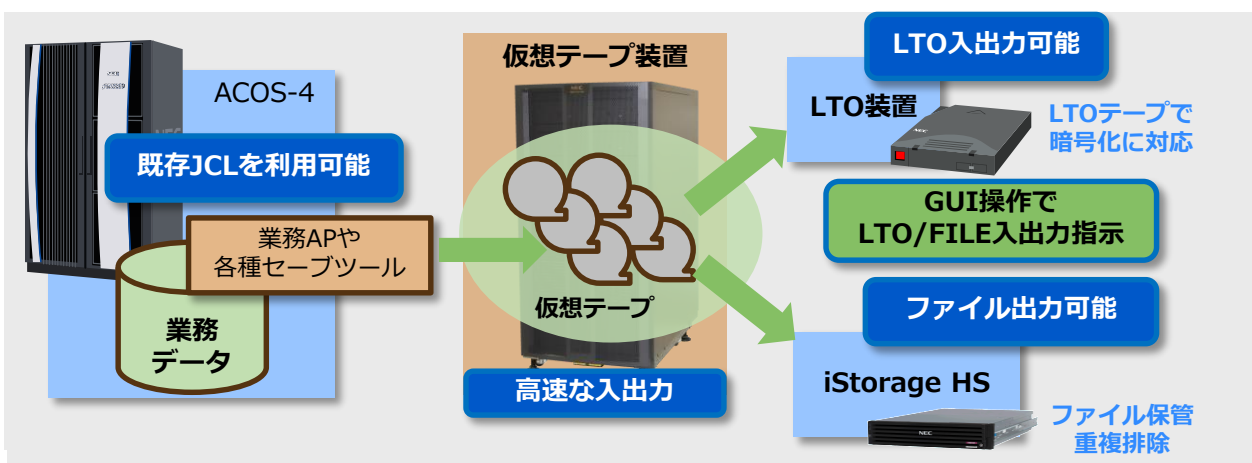 ACOS-4
既存JCLを利用可能
業務APや
各種セーブツール
業務
データ
仮想テープ装置
仮想テープ
高速な入出力
LTO入出力可能
LTO装置
LTOテープで
暗号化に対応
GUI操作で
LTO/FILE入出力指示
ファイル出力可能
iStorage HS
ファイル保管
重複排除
NEC
NEC
NEC